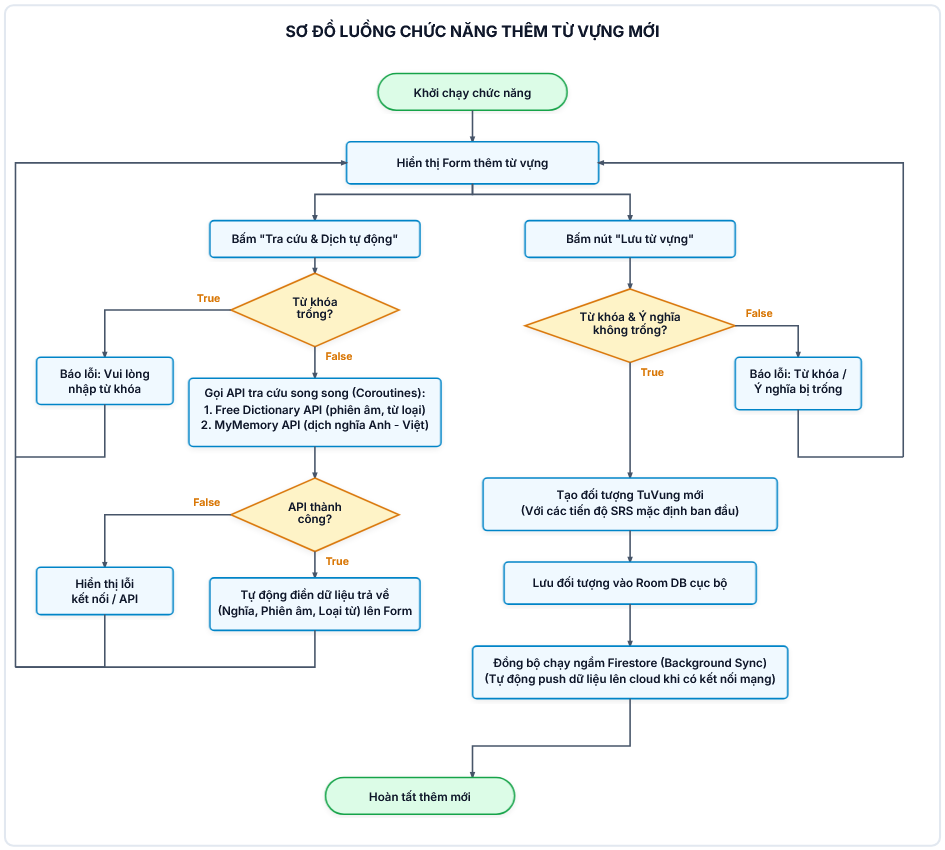 SƠ ĐỒ LUỒNG CHỨC NĂNG THÊM TỪ VỰNG MỚI
Khởi chạy chức năng
Hiển thị Form thêm từ vựng
Bấm "Tra cứu & Dịch tự động"
Bấm nút "Lưu từ vựng"
True
Từ khóa
trống?
False
Từ khóa & Ý nghĩa
không trống?
False
True
Báo lỗi: Vui lòng
nhập từ khóa
Gọi API tra cứu song song (Coroutines):
1. Free Dictionary API (phiên âm, từ loại)
2. MyMemory API (dịch nghĩa Anh - Việt)
Báo lỗi: Từ khóa /
Ý nghĩa bị trống
False
API thành
công?
True
Tạo đối tượng TuVung mới
(Với các tiến độ SRS mặc định ban đầu)
Hiển thị lỗi
kết nối / API
Tự động điền dữ liệu trả về
(Nghĩa, Phiên âm, Loại từ) lên Form
Lưu đối tượng vào Room DB cục bộ
Đồng bộ chạy ngầm Firestore (Background Sync)
(Tự động push dữ liệu lên cloud khi có kết nối mạng)
Hoàn tất thêm mới